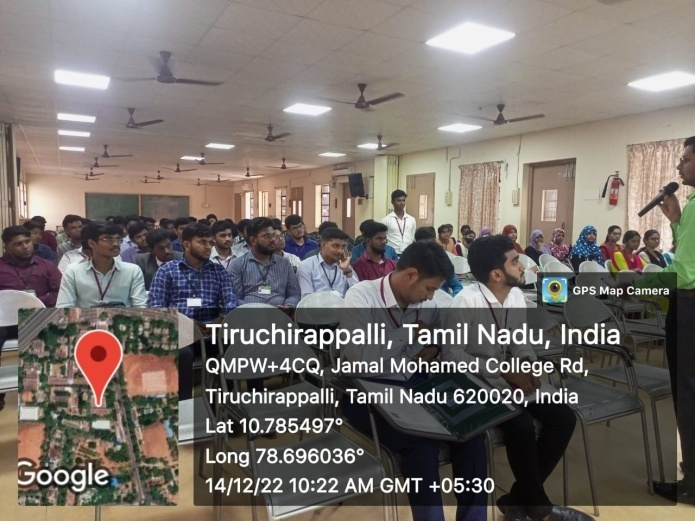 GPS Map Camera
Tiruchirappalli, Tamil Nadu, India
QMPW+4CQ, Jamal Mohamed College Rd,
Tiruchirappalli, Tamil Nadu 620020, India
Lat 10.785497°
Long 78.696036°
14/12/22 10:22 AM GMT +05:30
Google